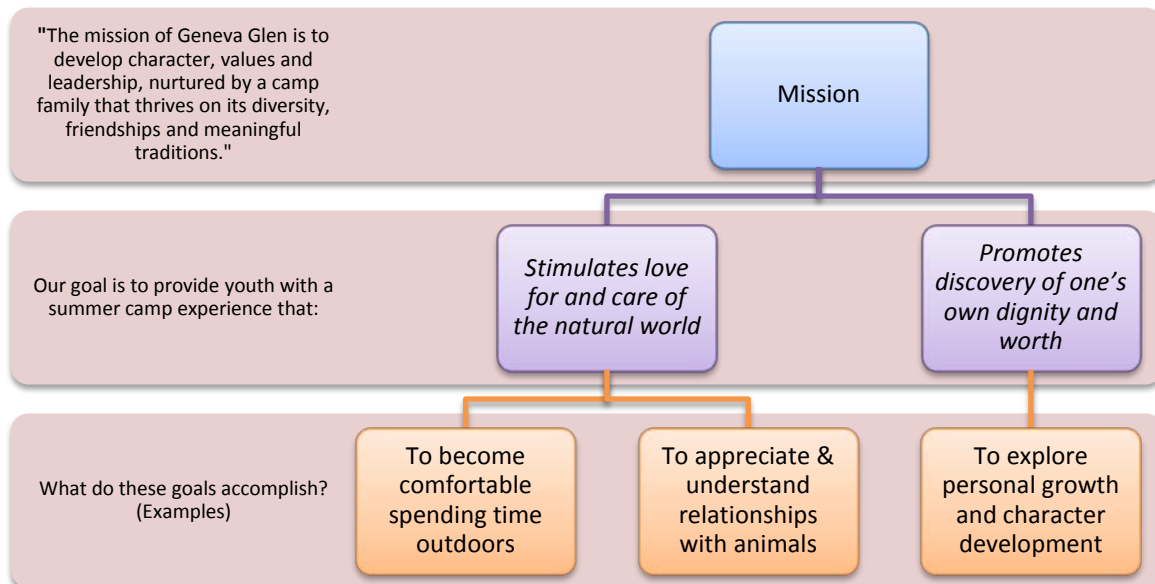 "The mission of Geneva Glen is to
develop character, values and
leadership, nurtured by a camp
family that thrives on its diversity,
friendships and meaningful
traditions."
Mission
Our goal is to provide youth with a
summer camp experience that:
Stimulates love
for and care of
the natural world
Promotes
discovery of one’s
own dignity and
worth
What do these goals accomplish?
(Examples)
To become
comfortable
spending time
outdoors
To appreciate &
understand
relationships
with animals
To explore
personal growth
and character
development